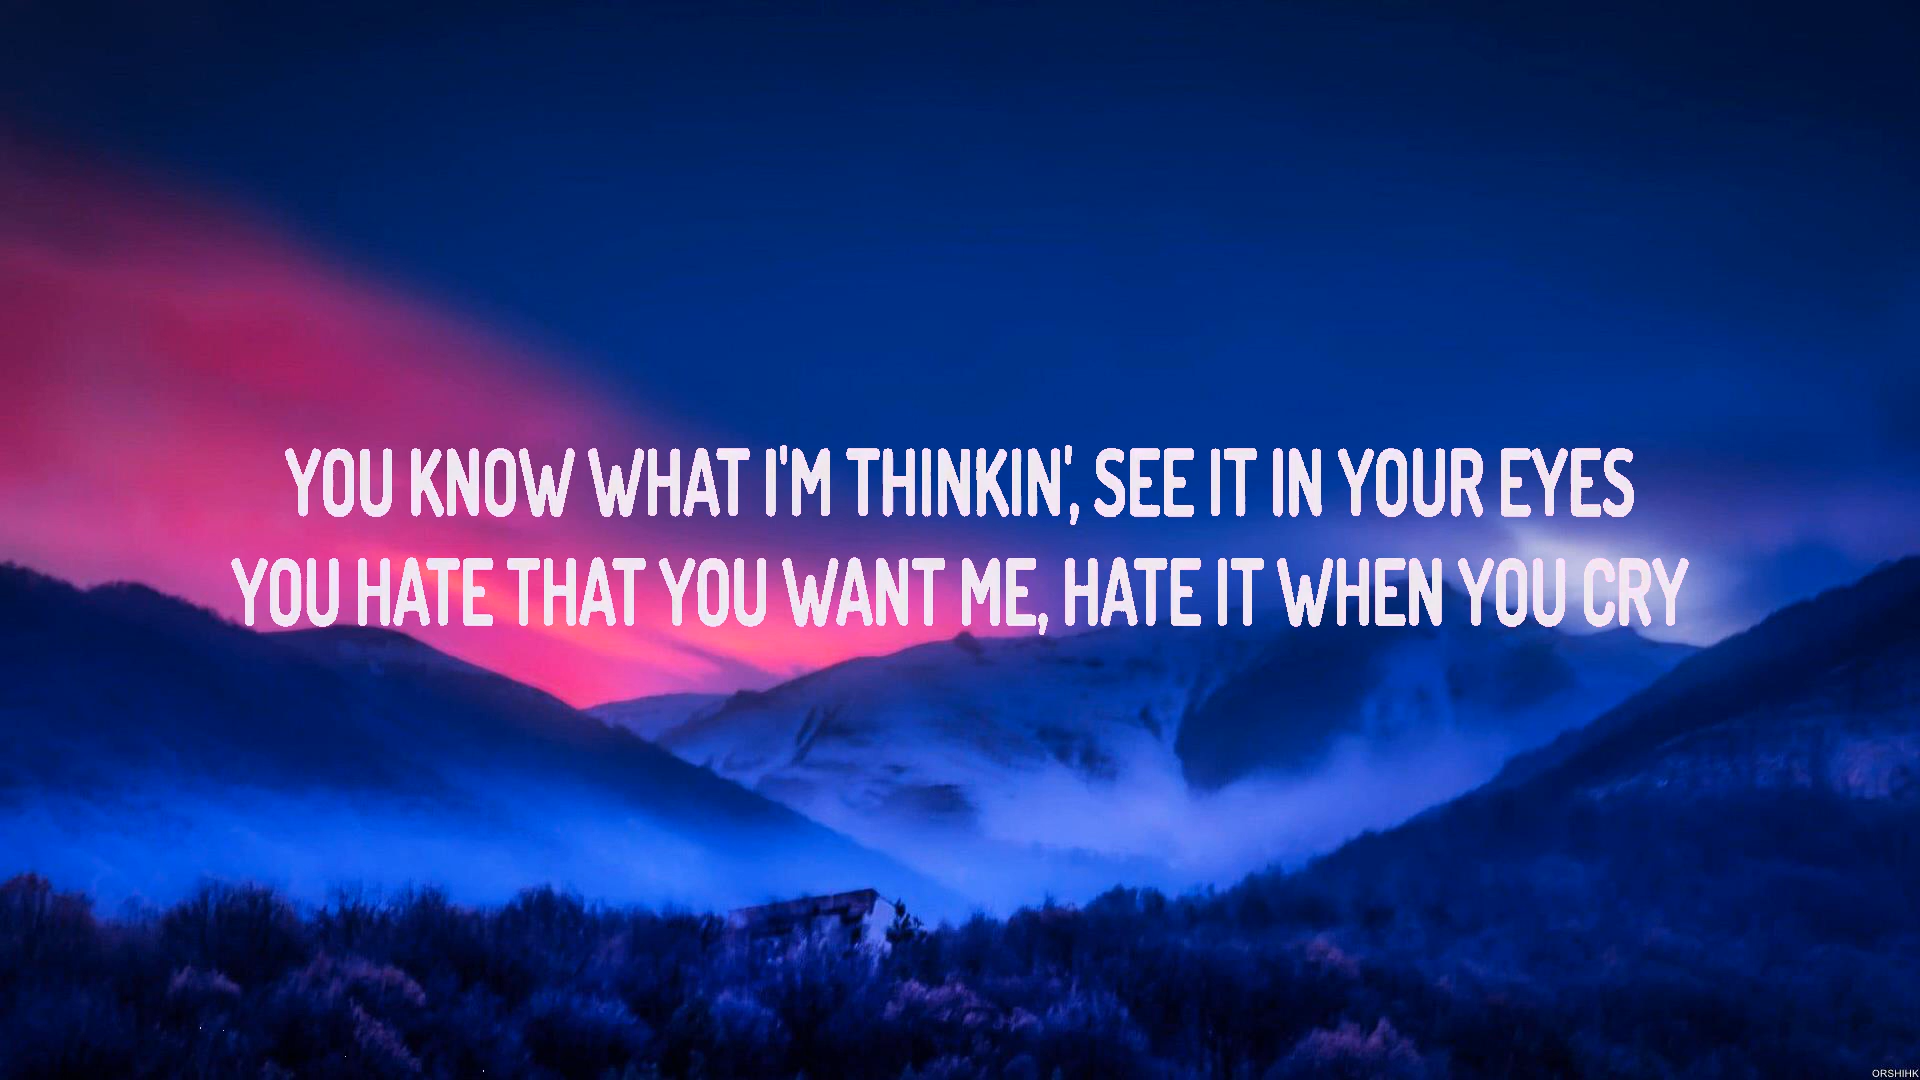 YOU KNOW WHAT I'M THINKIN', SEE IT IN YOUR EYES
YOU HATE THAT YOU WANT ME, HATE IT WHEN YOU CRY
ORSHIHK